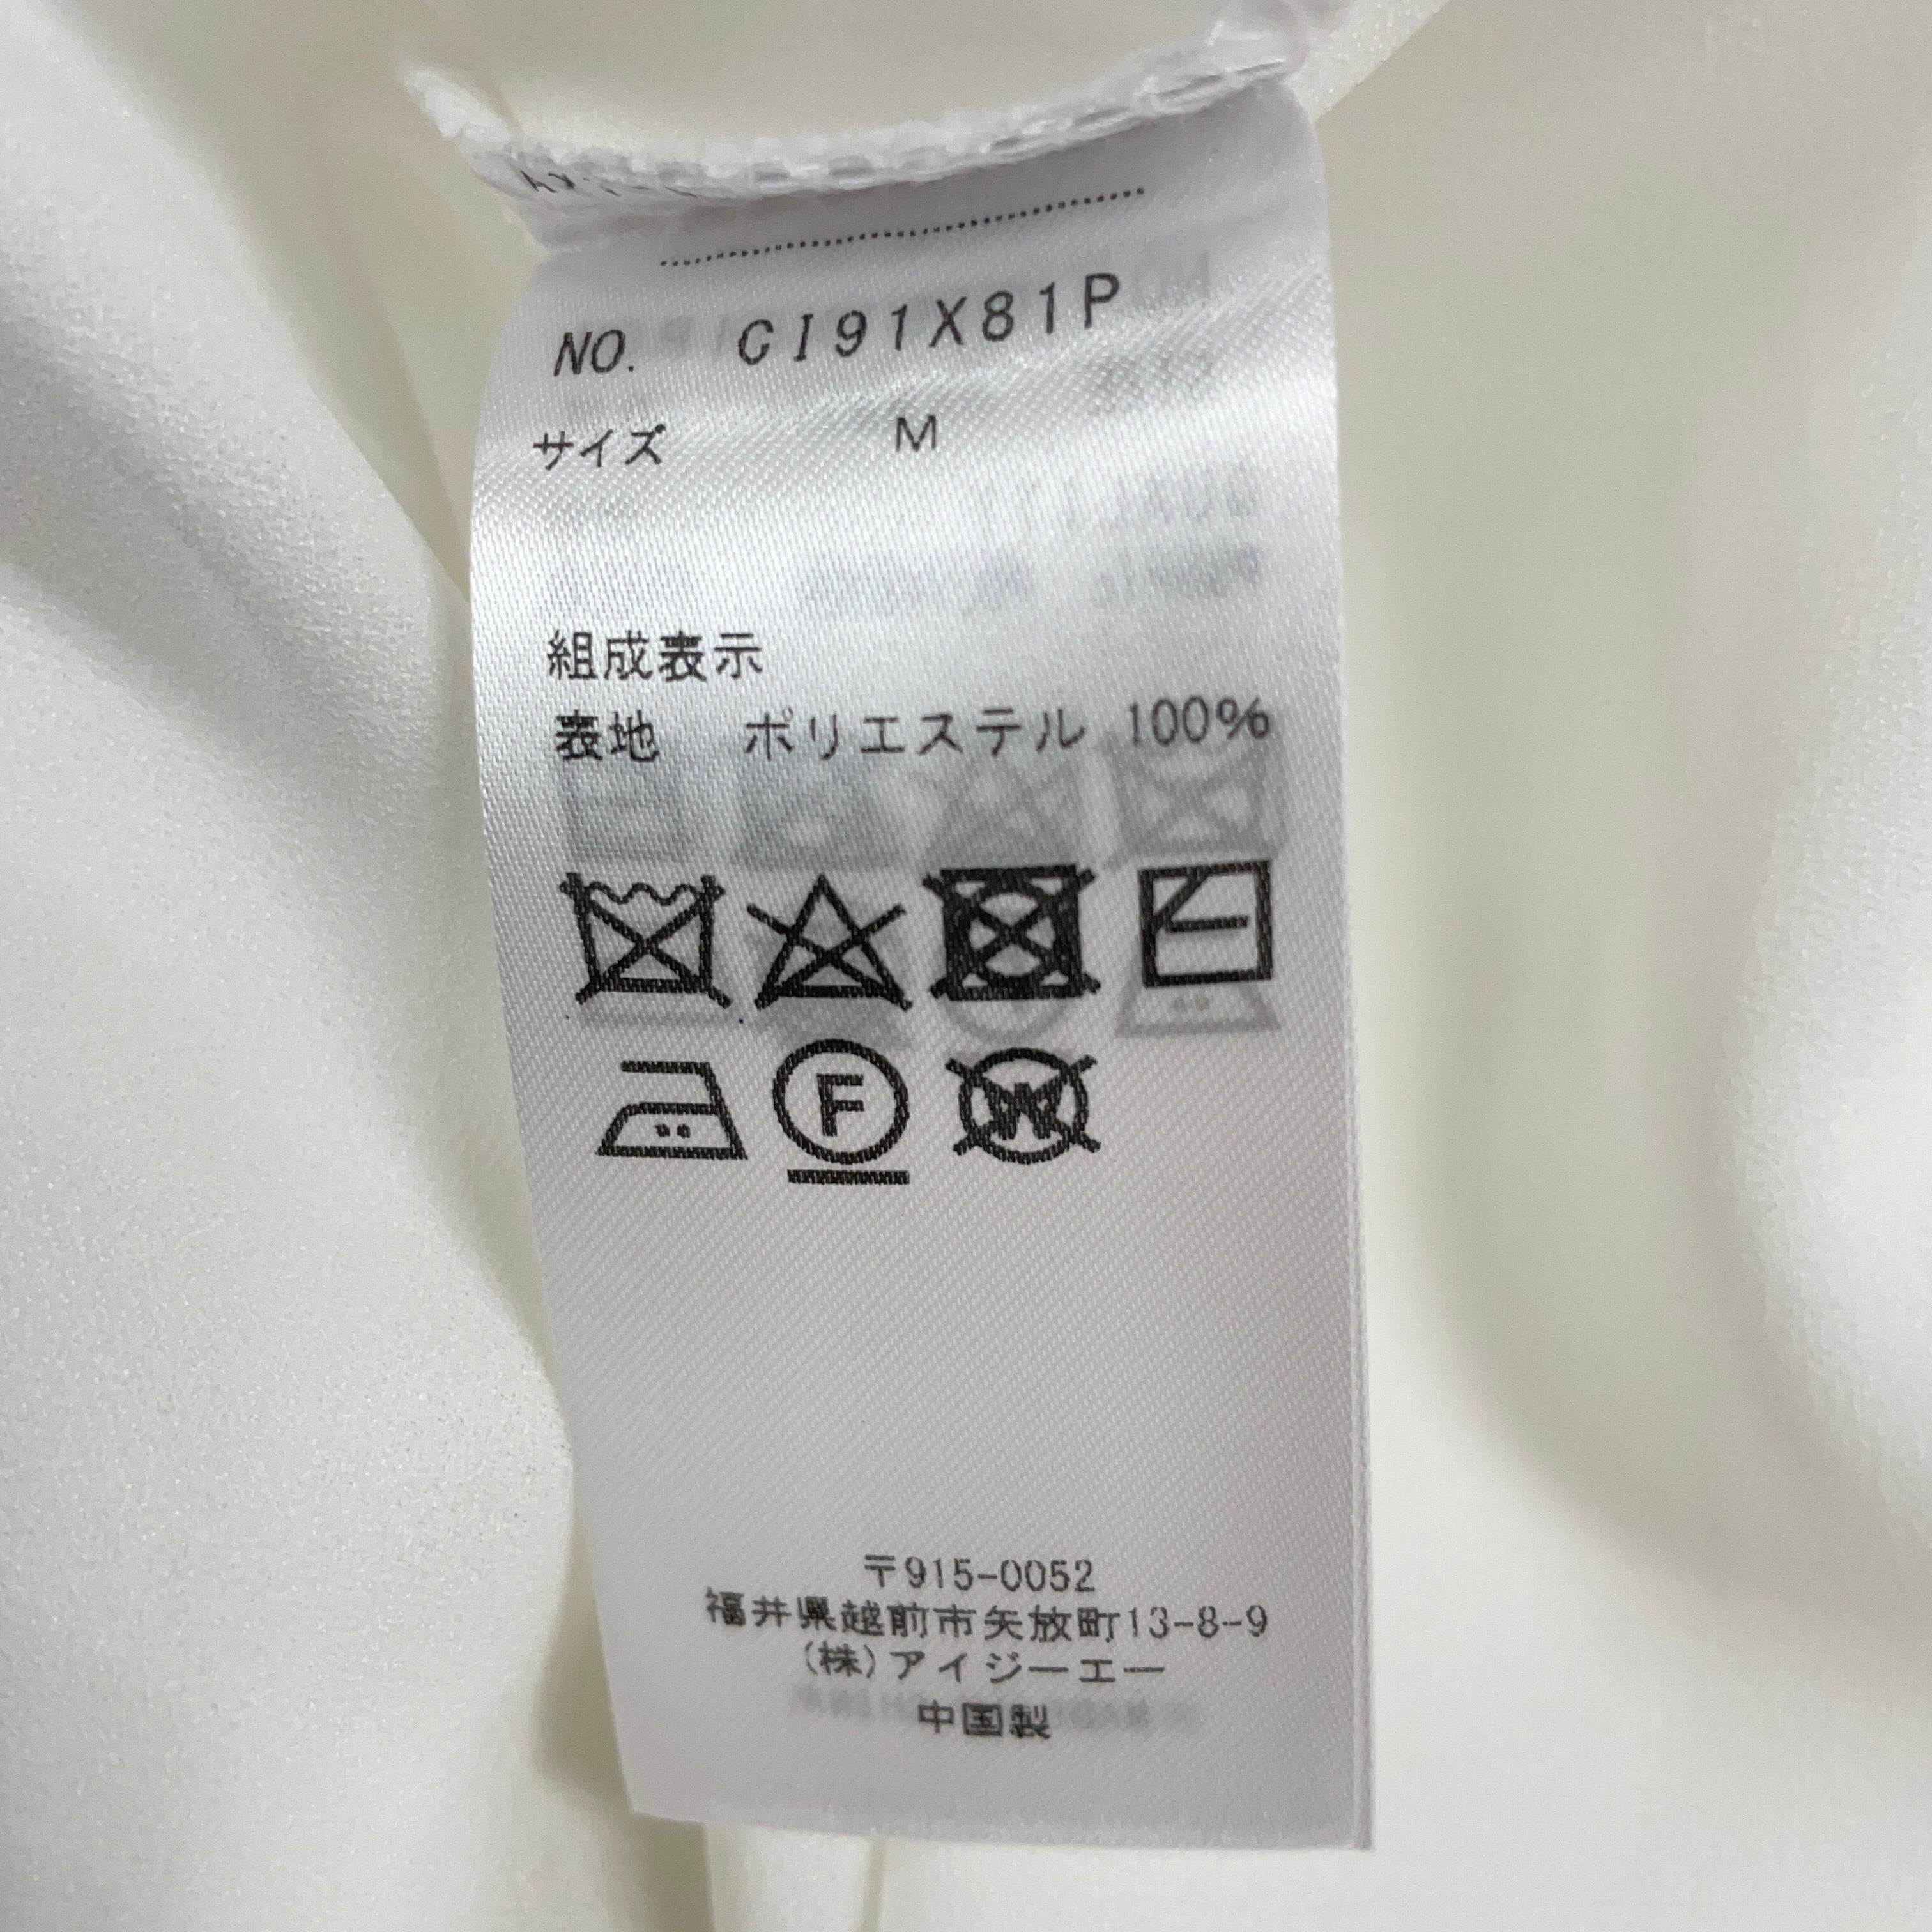 NO. CI91X81P
サイズ M
組成表示
表地 ポリエステル 100%
F
W
〒915-0052
福井県越前市矢放町13-8-9
(株)アイジーエー
中国製